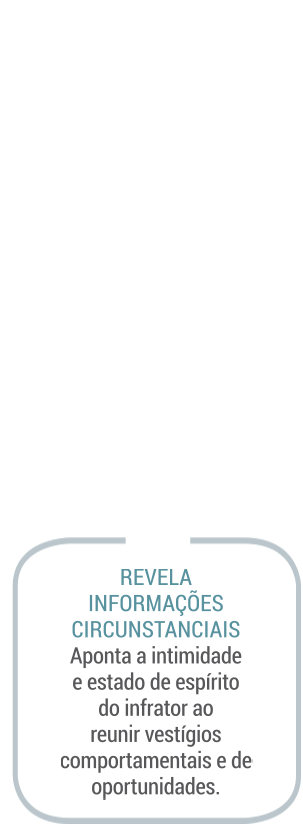 REVELA
INFORMAÇÕES
CIRCUNSTANCIAIS
Aponta a intimidade
e estado de espírito
do infrator ao
reunir vestígios
comportamentais e de
oportunidades.